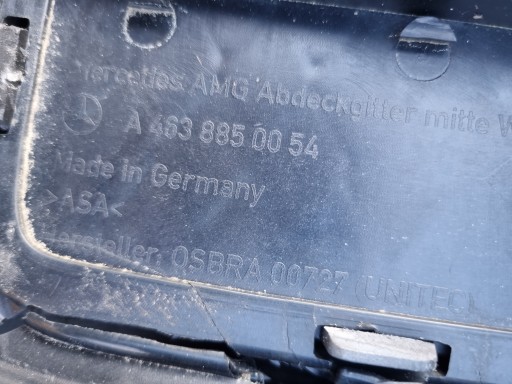 Mercedes AMG Abdeckgitter mitte W
A 463 885 00 54
Made in Germany
>ASA<
Hersteller: OSBRA 00727 (UNITEC)